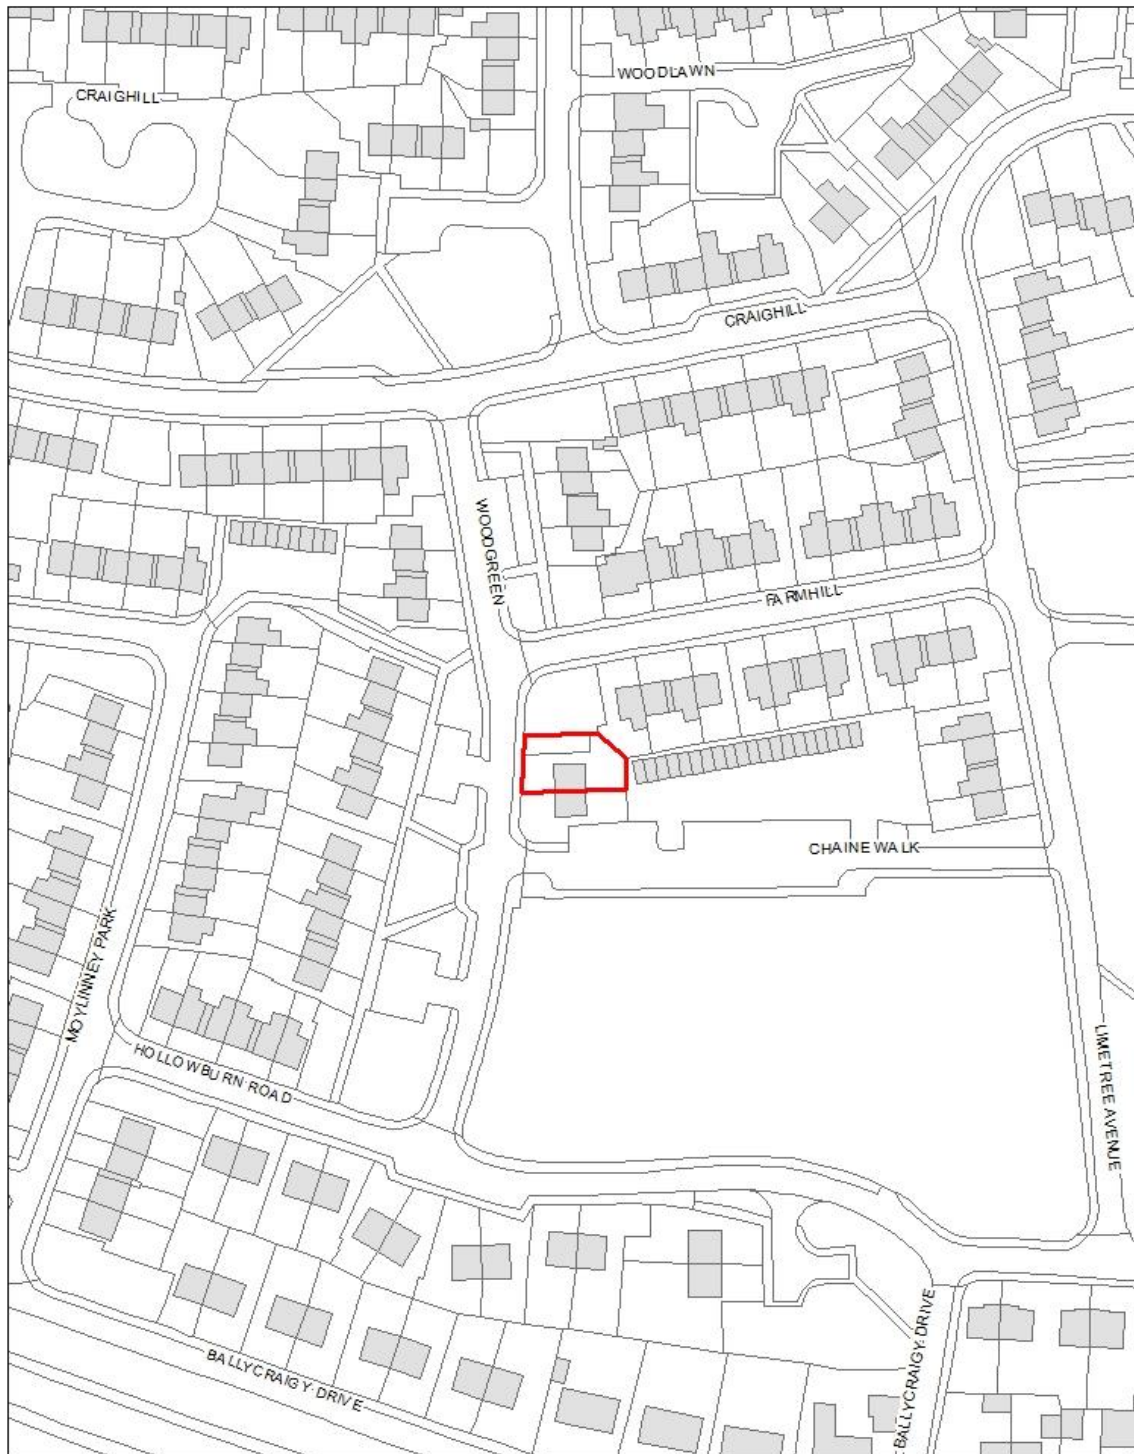 WOODLAWN
CRAIGHILL
CRAIGHILL
WOODGREEN
FARMHILL
CHAINE WALK
MOYLINNEY PARK
HOLLOWBURN ROAD
LIMETREE AVENUE
BALLYCRAIGY DRIVE
BALLYCRAIGY DRIVE